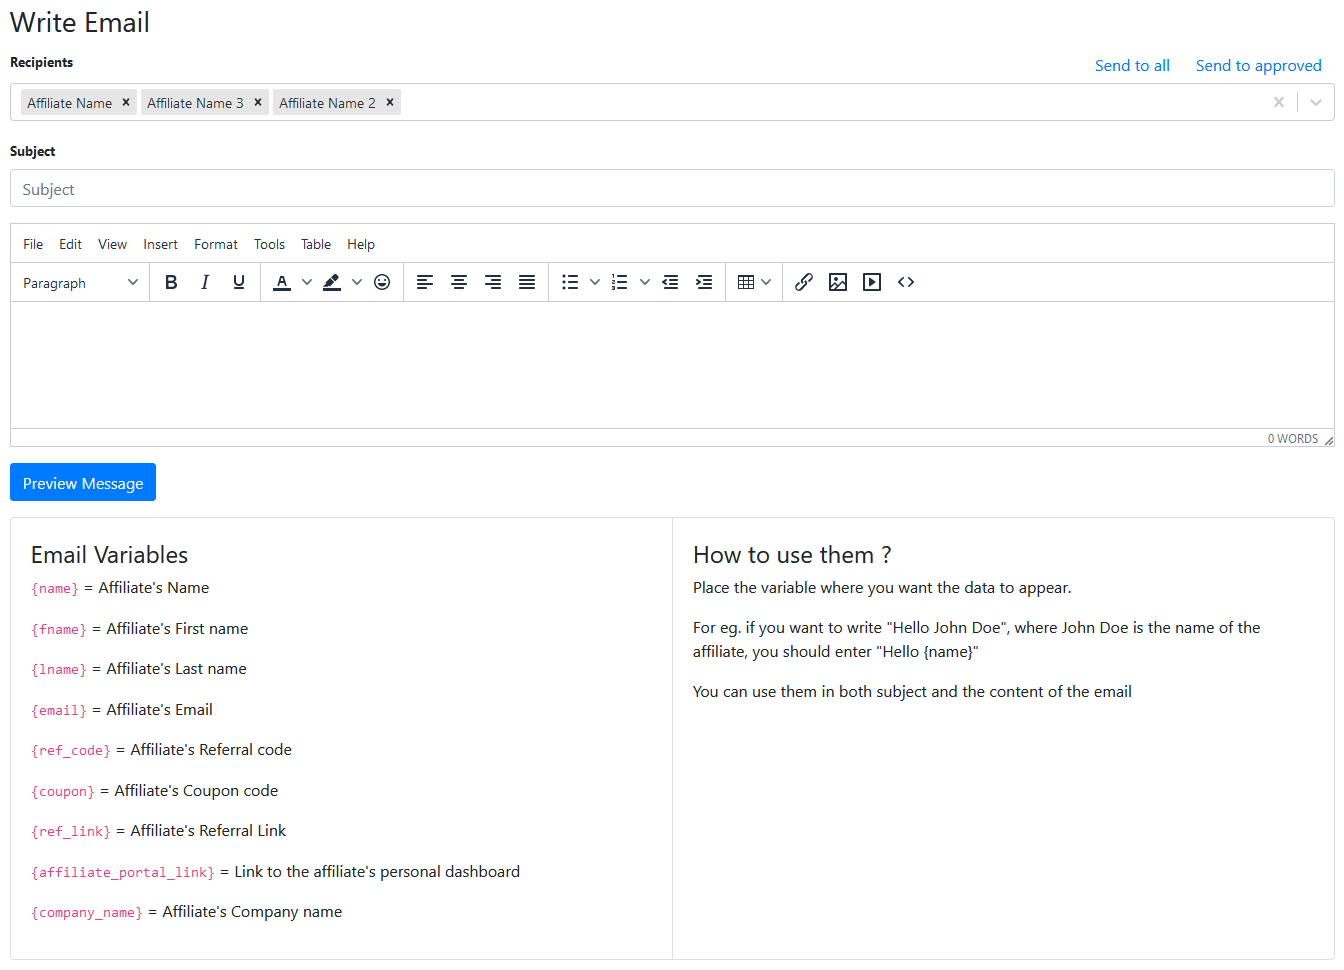 Write Email
Recipients
Send to all Send to approved
Affiliate Name × Affiliate Name 3 × Affiliate Name 2 ×
Subject
Subject
File Edit View Insert Format Tools Table Help
Paragraph B I U A
0 WORDS
Preview Message
Email Variables
{name} = Affiliate's Name
{fname} = Affiliate's First name
{lname} = Affiliate's Last name
{email} = Affiliate's Email
{ref_code} = Affiliate's Referral code
{coupon} = Affiliate's Coupon code
{ref_link} = Affiliate's Referral Link
{affiliate_portal_link} = Link to the affiliate's personal dashboard
{company_name} = Affiliate's Company name
How to use them ?
Place the variable where you want the data to appear.
For eg. if you want to write "Hello John Doe", where John Doe is the name of the
affiliate, you should enter "Hello {name}"
You can use them in both subject and the content of the email